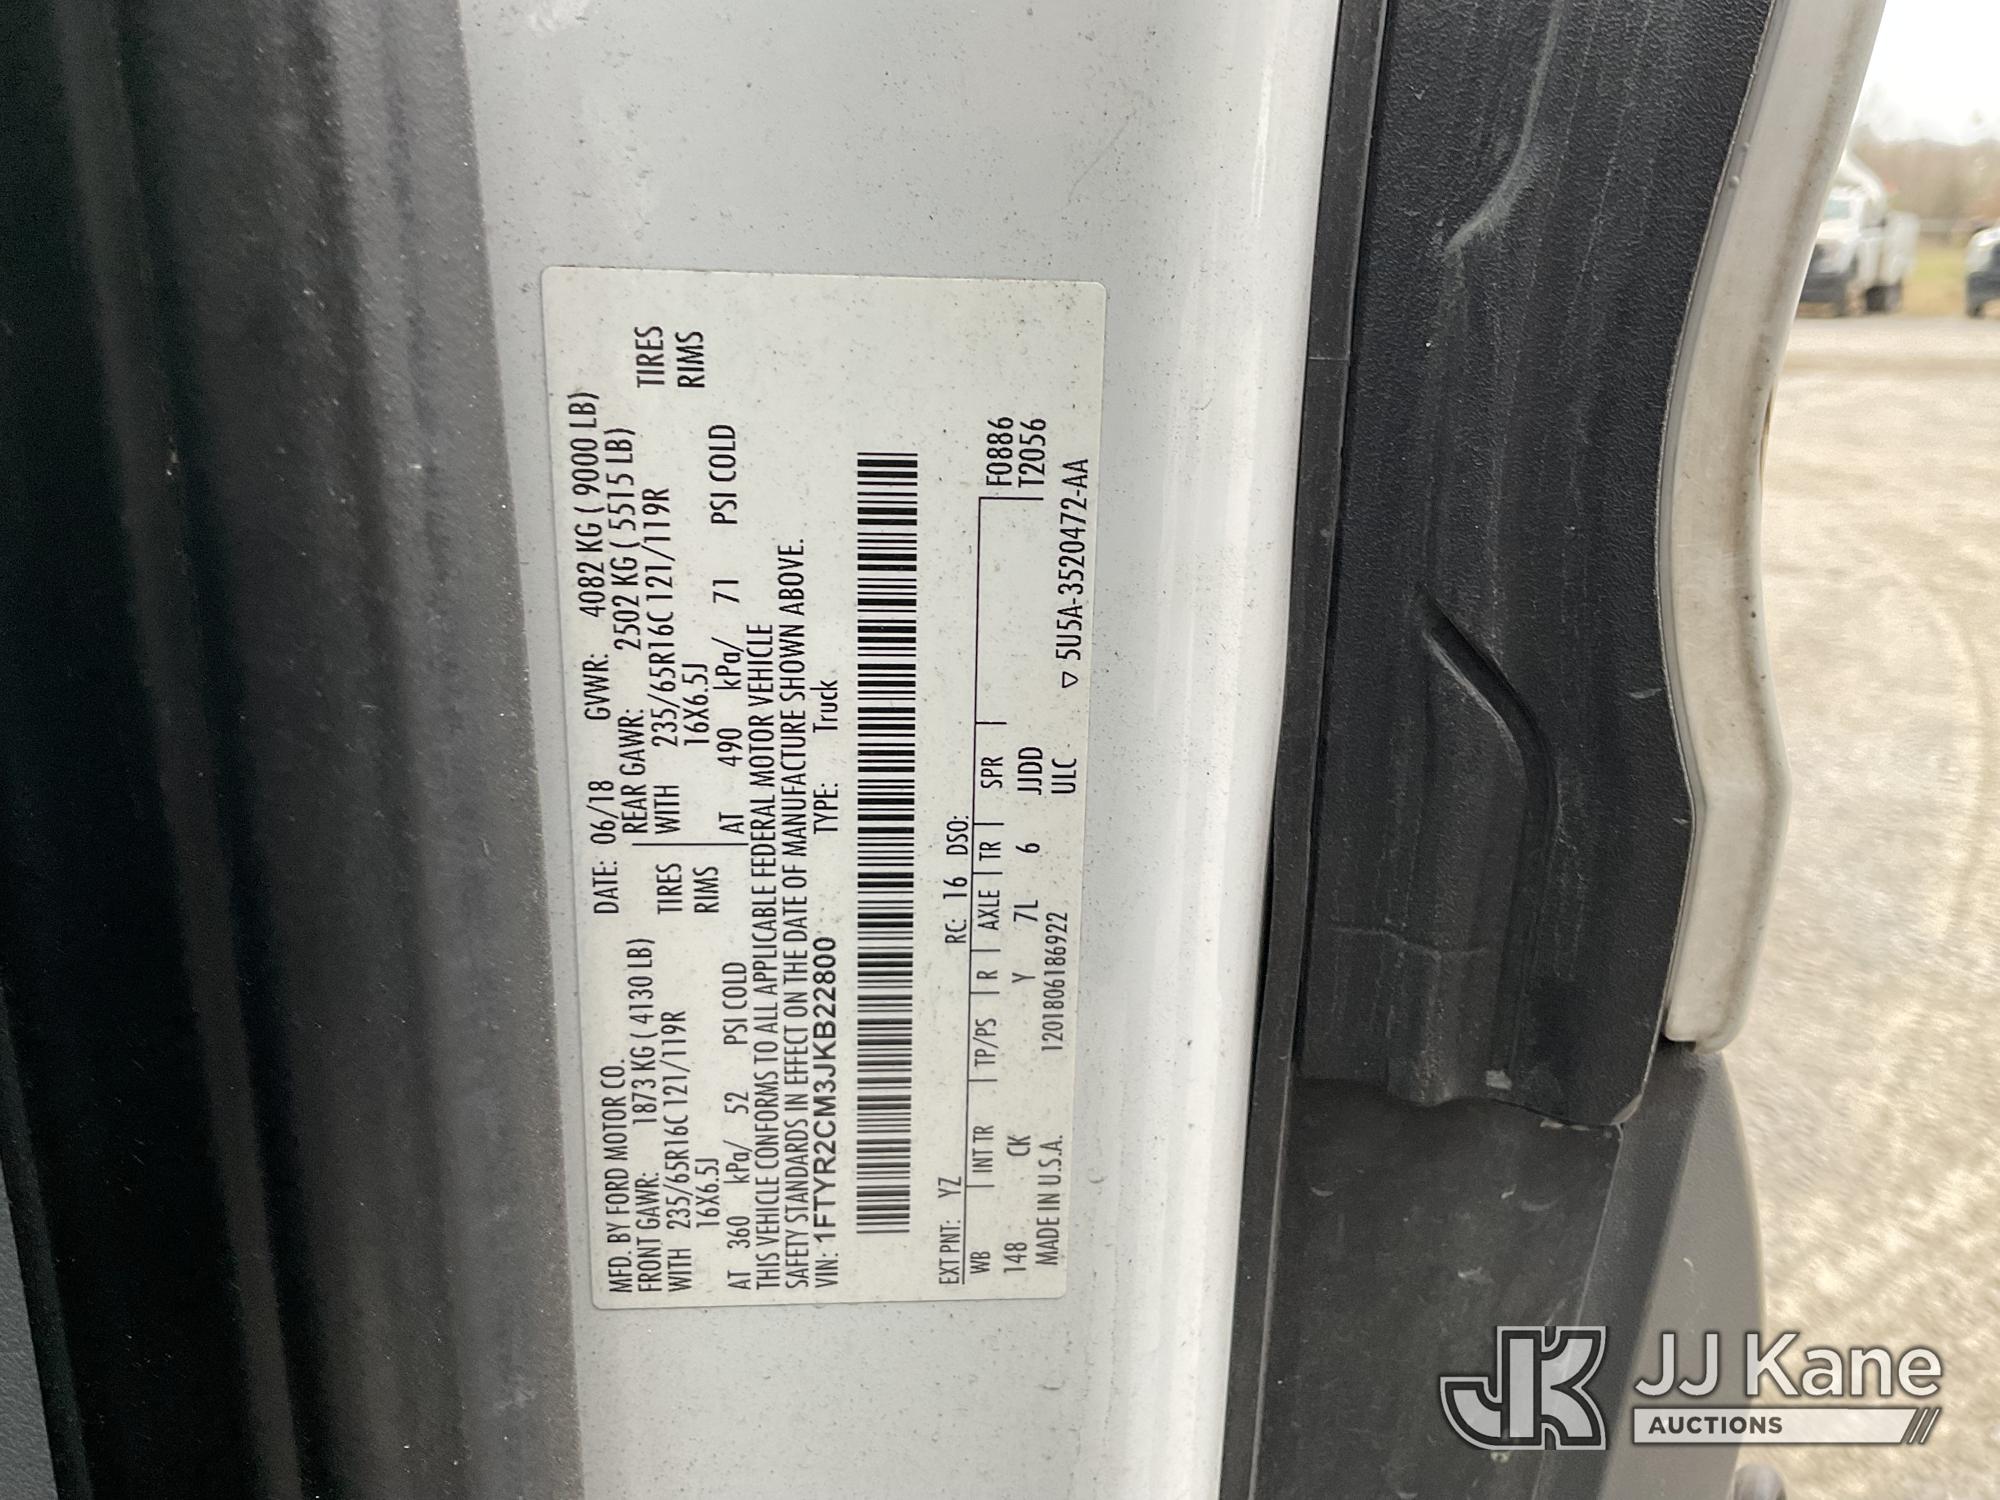 MFD. BY FORD MOTOR CO.
DATE: 06/18 GVWR: 4082 KG ( 9000 LB)
FRONT GAWR: 1873 KG ( 4130 LB) REAR GAWR: 2502 KG ( 5515 LB)
WITH 235/65R16C 121/119R TIRES WITH 235/65R16C 121/119R TIRES
16X6.5J RIMS 16X6.5J RIMS
AT 360 kPa/ 52 PSI COLD AT 490 kPa/ 71 PSI COLD
THIS VEHICLE CONFORMS TO ALL APPLICABLE FEDERAL MOTOR VEHICLE
SAFETY STANDARDS IN EFFECT ON THE DATE OF MANUFACTURE SHOWN ABOVE.
VIN: 1FTYR2CM3JKB22800 TYPE: Truck
EXT PNT: YZ RC: 16 DSO:
WB INT TR TP/PS R AXLE TR SPR F0886
148 CK Y 7L 6 JJDD T2056
MADE IN U.S.A. 1201806186922 ULC ▽ 5U5A-3520472-AA
JK JJ Kane
AUCTIONS